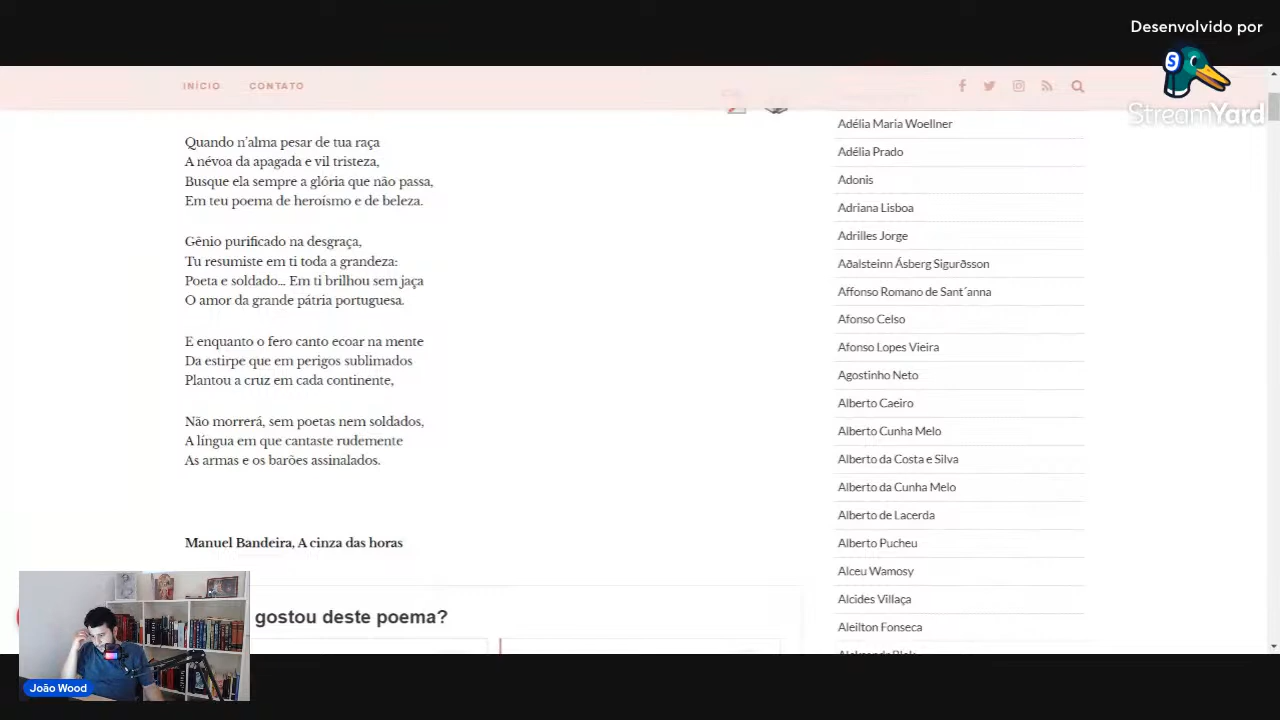 Desenvolvido por
StreamYard
INÍCIO CONTATO
Quando n’alma pesar de tua raça
A névoa da apagada e vil tristeza,
Busque ela sempre a glória que não passa,
Em teu poema de heroísmo e de beleza.
Gênio purificado na desgraça,
Tu resumiste em ti toda a grandeza:
Poeta e soldado... Em ti brilhou sem jaça
O amor da grande pátria portuguesa.
E enquanto o fero canto ecoar na mente
Da estirpe que em perigos sublimados
Plantou a cruz em cada continente,
Não morrerá, sem poetas nem soldados,
A língua em que cantaste rudemente
As armas e os barões assinalados.
Manuel Bandeira, A cinza das horas
gostou deste poema?
Adélia Maria Woellner
Adélia Prado
Adonis
Adriana Lisboa
Adrilles Jorge
Aðalsteinn Ásberg Sigurðsson
Affonso Romano de Sant´anna
Afonso Celso
Afonso Lopes Vieira
Agostinho Neto
Alberto Caeiro
Alberto Cunha Melo
Alberto da Costa e Silva
Alberto da Cunha Melo
Alberto de Lacerda
Alberto Pucheu
Alceu Wamosy
Alcides Villaça
Aleilton Fonseca
João Wood